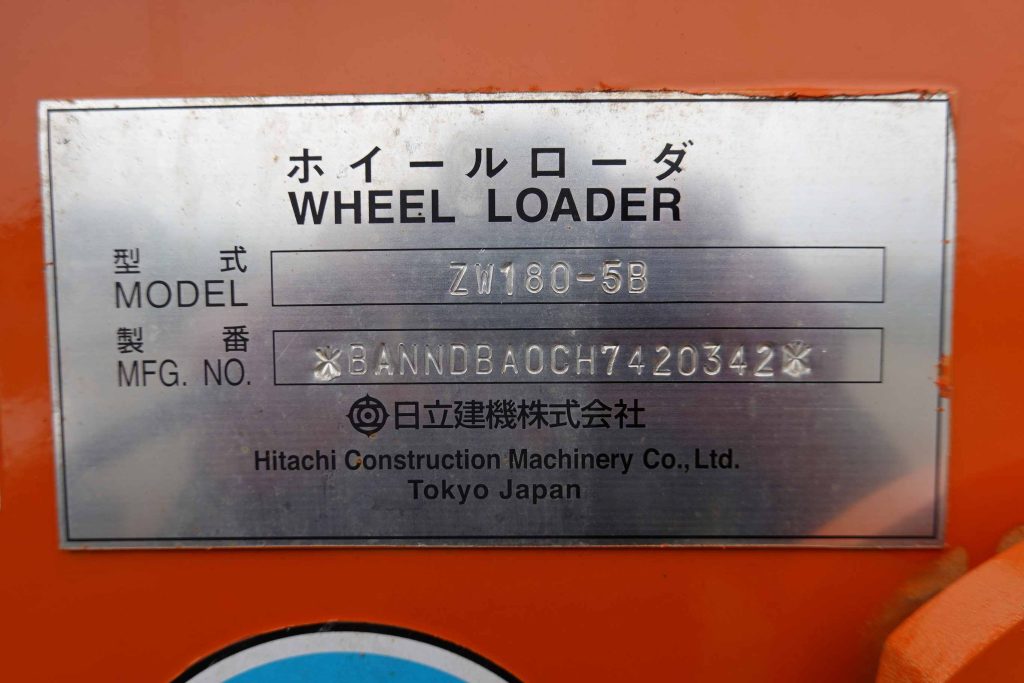 ホイールローダ
WHEEL LOADER
型式
MODEL ZW180-5B
製番
MFG. NO. *BANNDBA0CH7420342*
日立建機株式会社
Hitachi Construction Machinery Co., Ltd.
Tokyo Japan